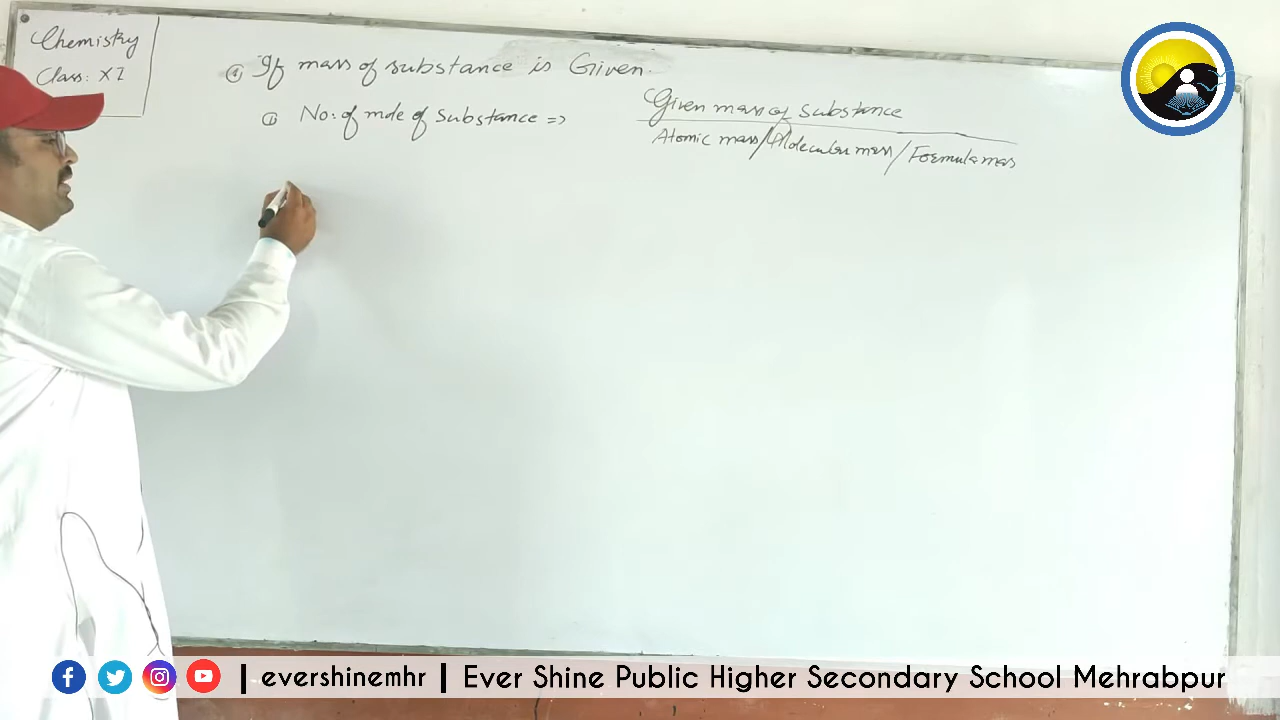 Chemistry
Class: XI
ⓐ If mass of substance is Given.
① No: of mole of substance =>
Given mass of substance
Atomic mass/Molecular mass/Formula mass
| evershinemhr | Ever Shine Public Higher Secondary School Mehrabpur